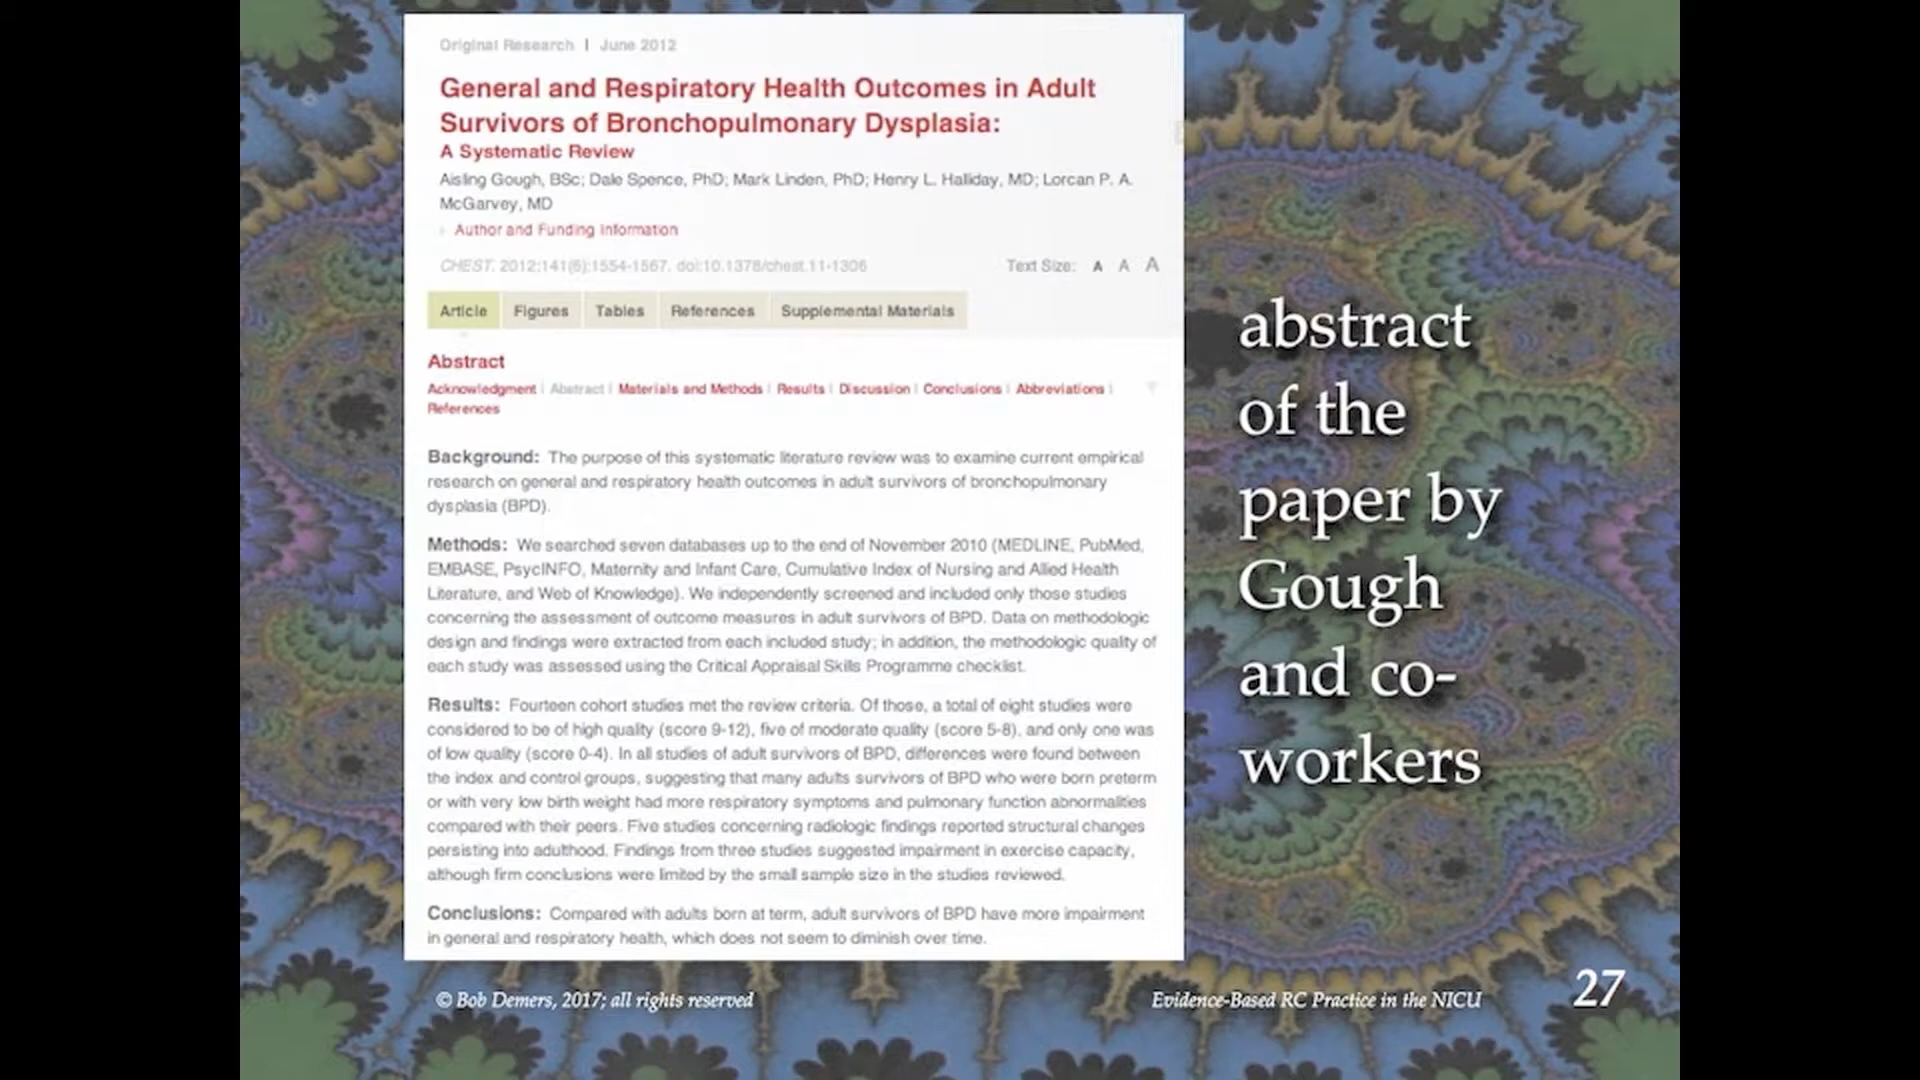 Original Research | June 2012
General and Respiratory Health Outcomes in Adult
Survivors of Bronchopulmonary Dysplasia:
A Systematic Review
Aisling Gough, BSc; Dale Spence, PhD; Mark Linden, PhD; Henry L. Halliday, MD; Lorcan P. A.
McGarvey, MD
Author and Funding Information
CHEST. 2012;141(6):1554-1567. doi:10.1378/chest.11-1306
Text Size: A A A
Article Figures Tables References Supplemental Materials
Abstract
Acknowledgment | Abstract | Materials and Methods | Results | Discussion | Conclusions | Abbreviations |
References
Background: The purpose of this systematic literature review was to examine current empirical
research on general and respiratory health outcomes in adult survivors of bronchopulmonary
dysplasia (BPD).
Methods: We searched seven databases up to the end of November 2010 (MEDLINE, PubMed,
EMBASE, PsycINFO, Maternity and Infant Care, Cumulative Index of Nursing and Allied Health
Literature, and Web of Knowledge). We independently screened and included only those studies
concerning the assessment of outcome measures in adult survivors of BPD. Data on methodologic
design and findings were extracted from each included study; in addition, the methodologic quality of
each study was assessed using the Critical Appraisal Skills Programme checklist.
Results: Fourteen cohort studies met the review criteria. Of those, a total of eight studies were
considered to be of high quality (score 9-12), five of moderate quality (score 5-8), and only one was
of low quality (score 0-4). In all studies of adult survivors of BPD, differences were found between
the index and control groups, suggesting that many adults survivors of BPD who were born preterm
or with very low birth weight had more respiratory symptoms and pulmonary function abnormalities
compared with their peers. Five studies concerning radiologic findings reported structural changes
persisting into adulthood. Findings from three studies suggested impairment in exercise capacity,
although firm conclusions were limited by the small sample size in the studies reviewed.
Conclusions: Compared with adults born at term, adult survivors of BPD have more impairment
in general and respiratory health, which does not seem to diminish over time.
abstract
of the
paper by
Gough
and co-
workers
© Bob Demers, 2017; all rights reserved
Evidence-Based RC Practice in the NICU
27